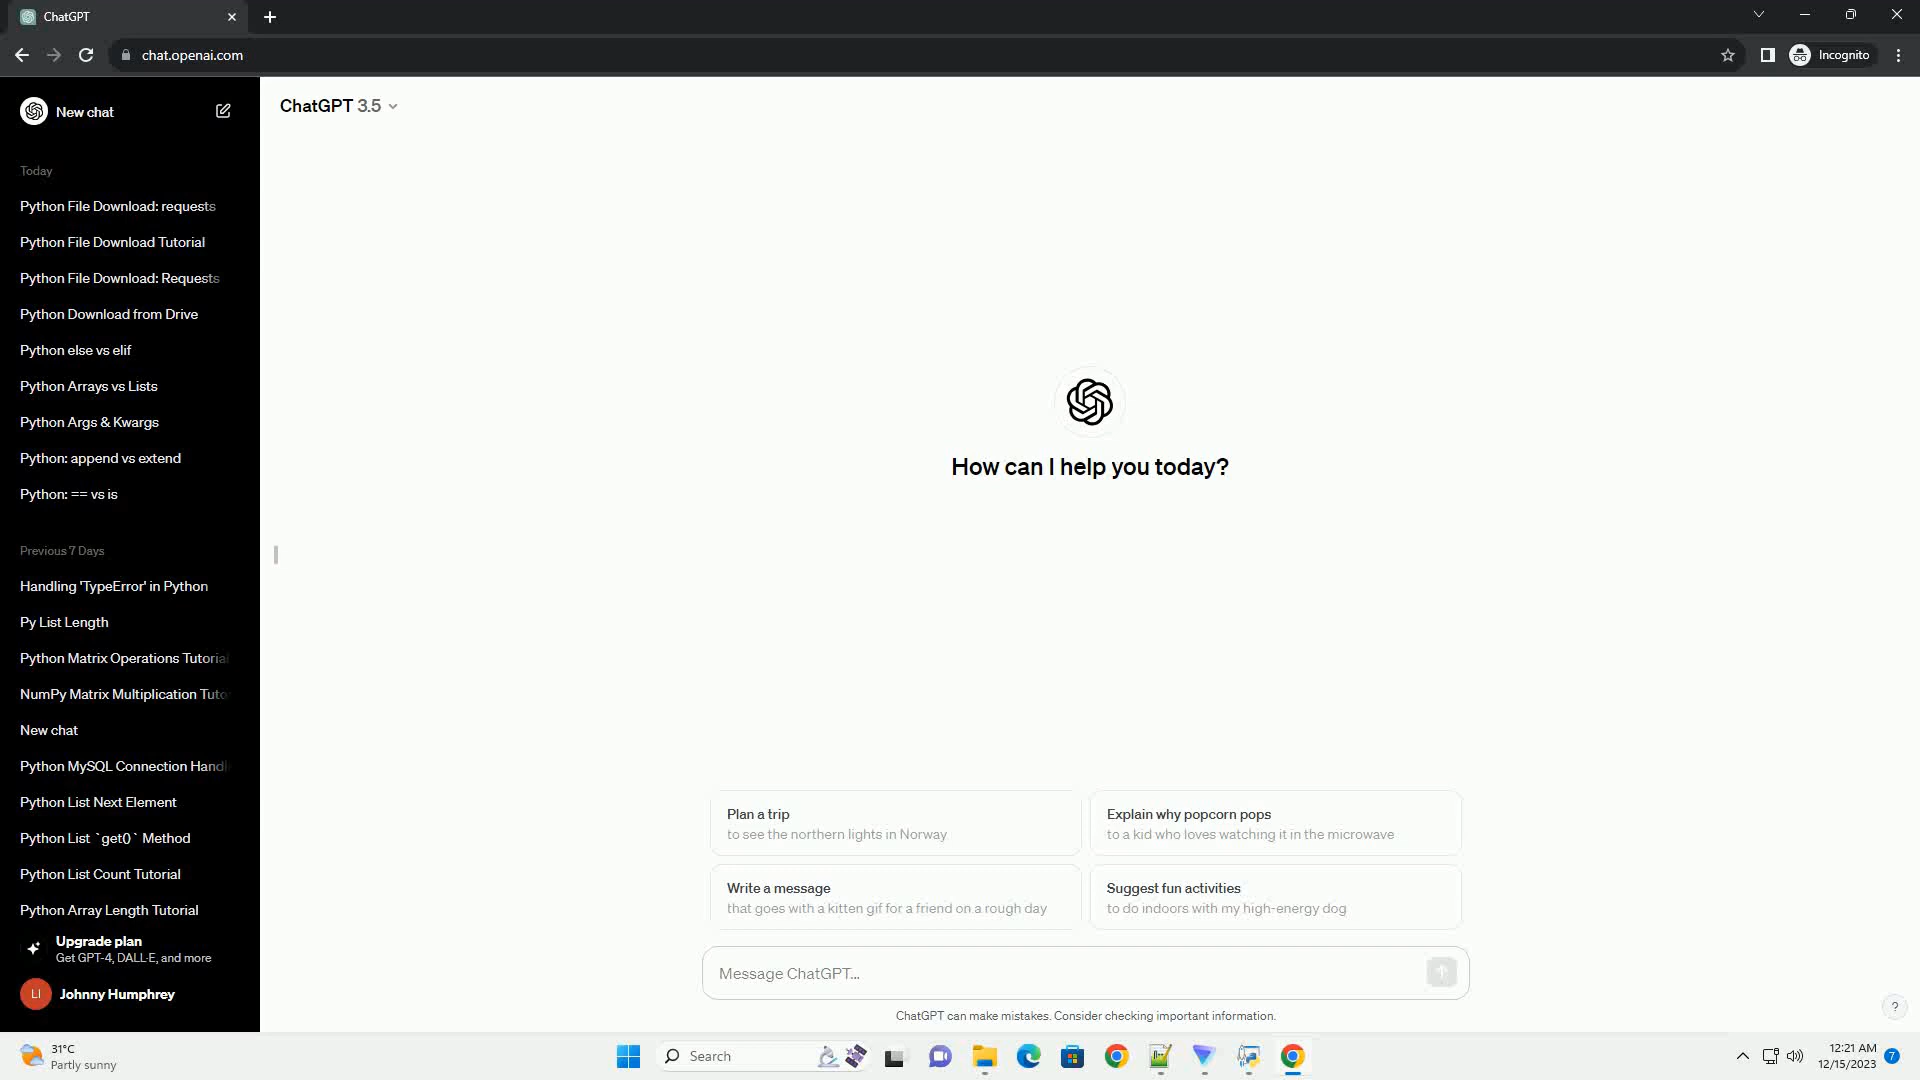 ChatGPT
chat.openai.com
Incognito
New chat
ChatGPT 3.5
Today
Python File Download: requests
Python File Download Tutorial
Python File Download: Requests
Python Download from Drive
Python else vs elif
Python Arrays vs Lists
Python Args & Kwargs
Python: append vs extend
Python: == vs is
Previous 7 Days
Handling 'TypeError' in Python
Py List Length
Python Matrix Operations Tutorial
NumPy Matrix Multiplication Tuto
New chat
Python MySQL Connection Handl
Python List Next Element
Python List `get()` Method
Python List Count Tutorial
Python Array Length Tutorial
Upgrade plan
Get GPT-4, DALL·E, and more
LI
Johnny Humphrey
How can I help you today?
Plan a trip
to see the northern lights in Norway
Explain why popcorn pops
to a kid who loves watching it in the microwave
Write a message
that goes with a kitten gif for a friend on a rough day
Suggest fun activities
to do indoors with my high-energy dog
Message ChatGPT...
ChatGPT can make mistakes. Consider checking important information.
?
31°C
Partly sunny
Search
12:21 AM
12/15/2023
7